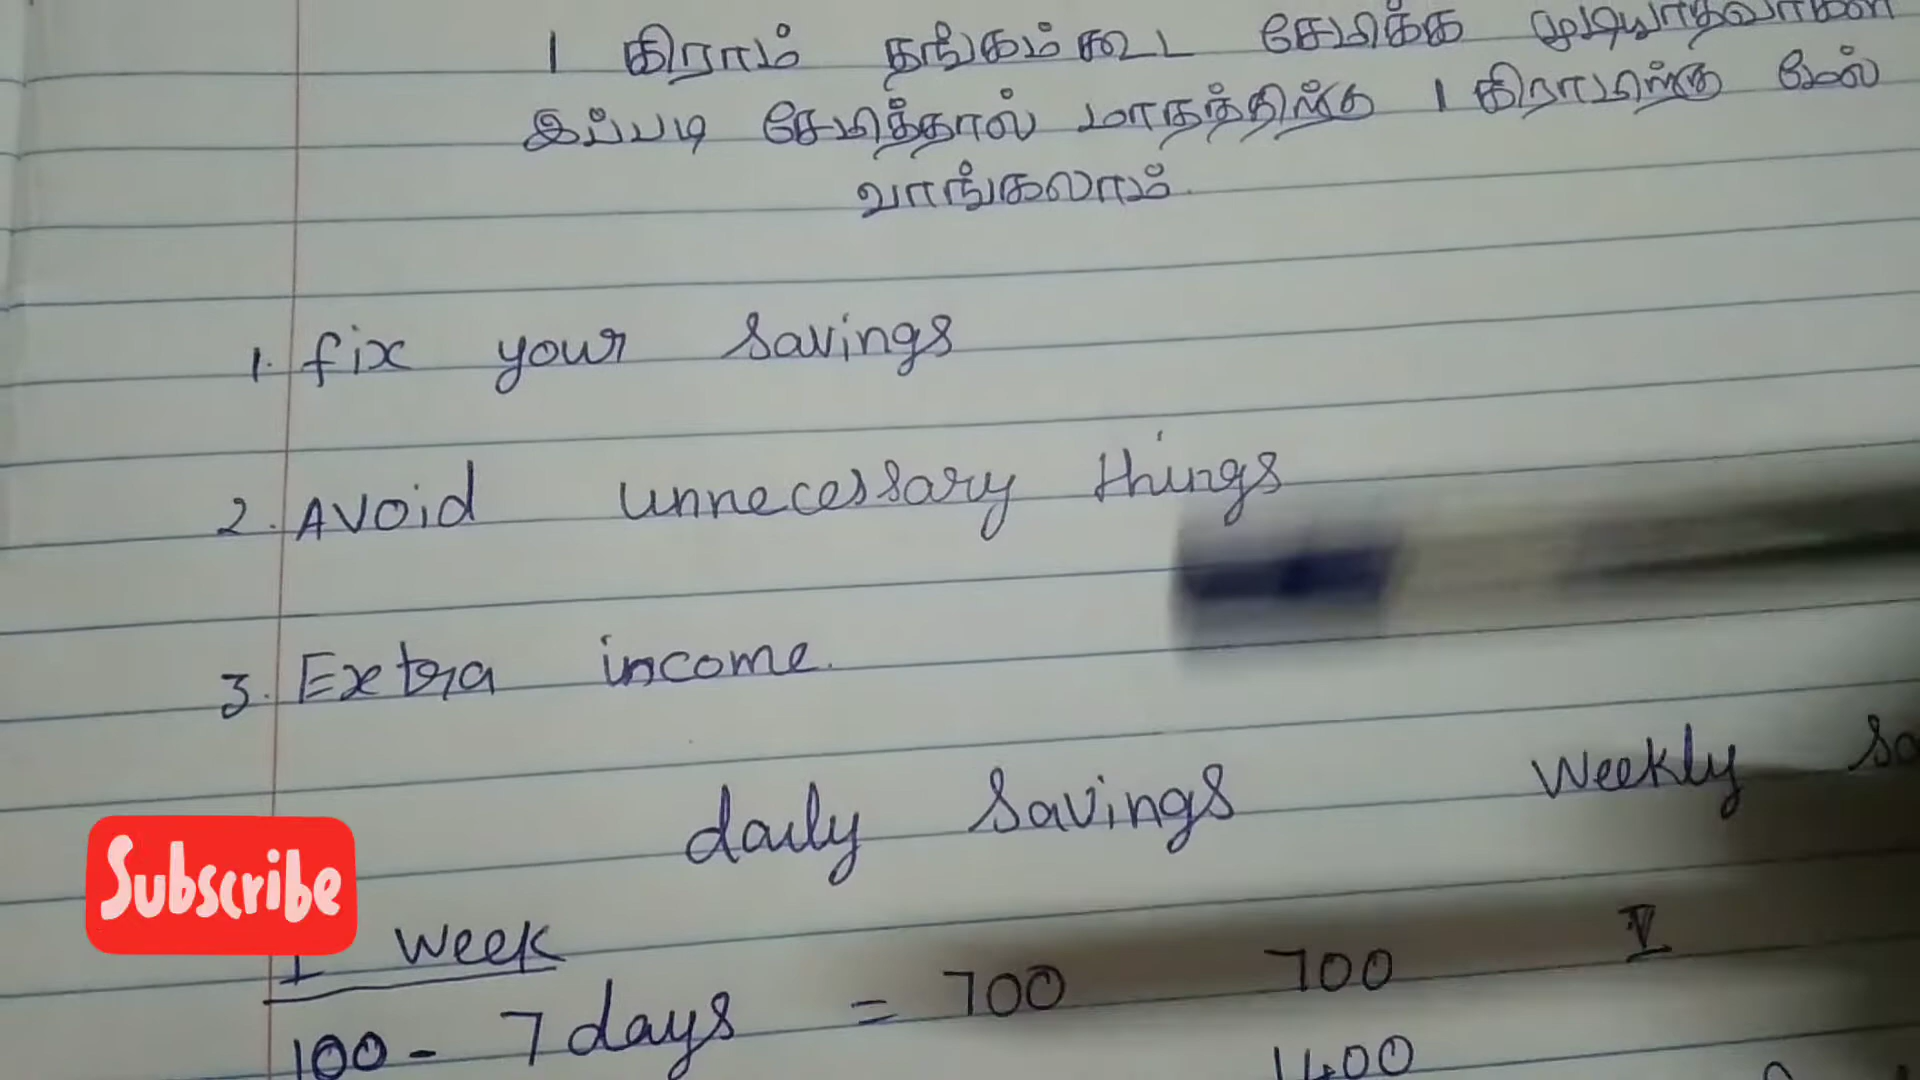 1 கிராம் தங்கம் கூட சேமிக்க முடியாதவர்கள்
இப்படி சேமித்தால் மாதத்திற்கு 1 கிராமிற்கு மேல்
வாங்கலாம்.
1. fix your savings
2. Avoid unnecessary things
3. Extra income.
daily savings weekly
Subscribe
I week
100 - 7 days = 700 700 V
1400